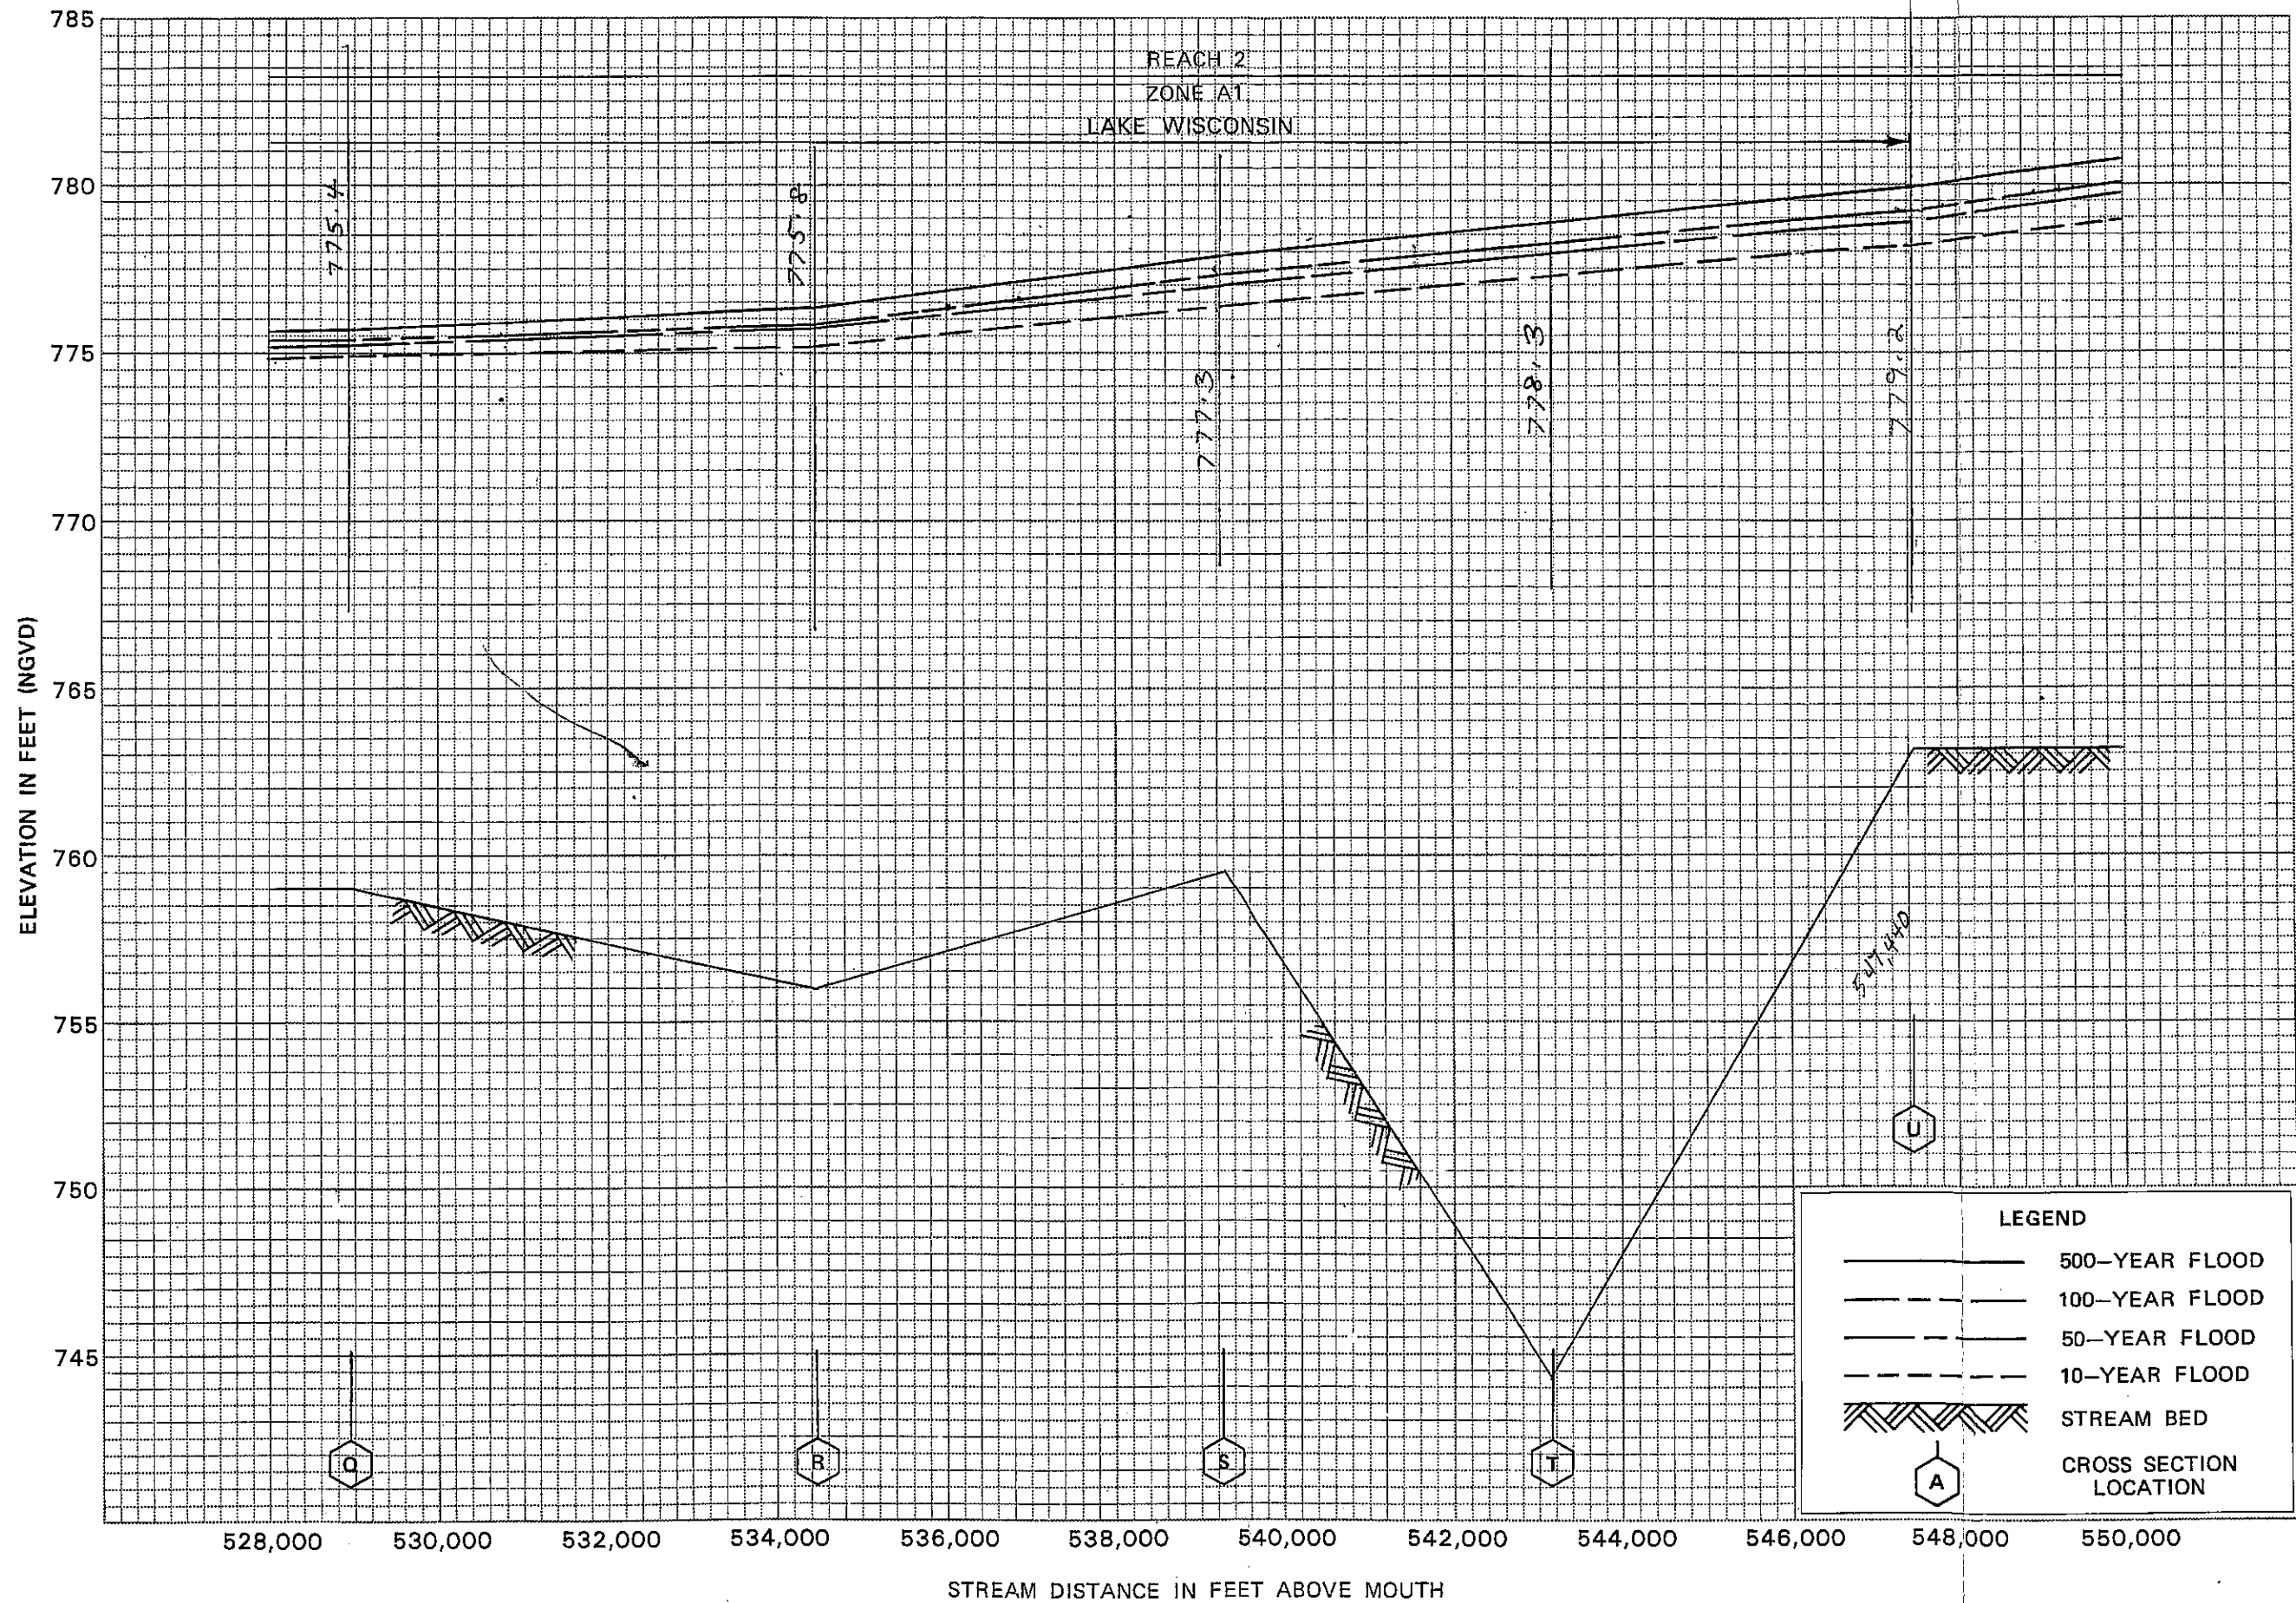 785
REACH 2
ZONE A1
LAKE WISCONSIN
780
775.4
775.8
775
777.3
778.3
779.2
770
765
ELEVATION IN FEET (NGVD)
760
547,440
755
U
750
LEGEND
500-YEAR FLOOD
100-YEAR FLOOD
50-YEAR FLOOD
10-YEAR FLOOD
STREAM BED
A
CROSS SECTION
LOCATION
745
Q
R
S
T
528,000 530,000 532,000 534,000 536,000 538,000 540,000 542,000 544,000 546,000 548,000 550,000
STREAM DISTANCE IN FEET ABOVE MOUTH